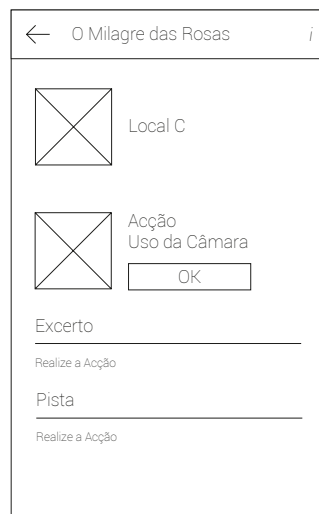 O Milagre das Rosas i
Local C
Acção
Uso da Câmara
OK
Excerto
Realize a Acção
Pista
Realize a Acção